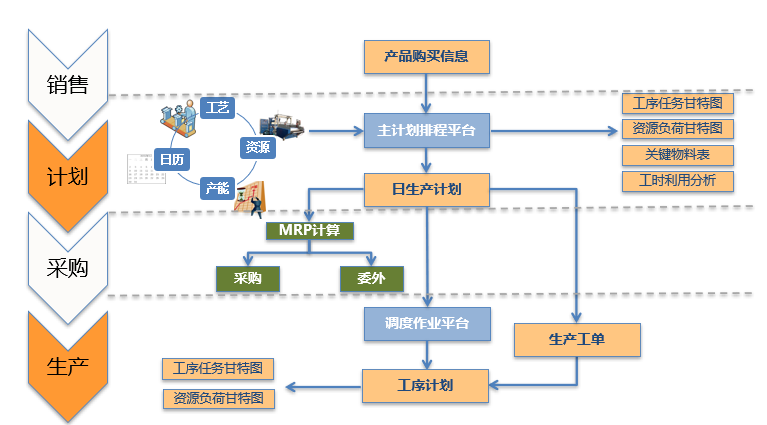 销售
产品购买信息
工艺
日历
资源
产能
主计划排程平台
工序任务甘特图
资源负荷甘特图
关键物料表
工时利用分析
计划
日生产计划
MRP计算
采购
采购
委外
调度作业平台
生产工单
生产
工序任务甘特图
资源负荷甘特图
工序计划